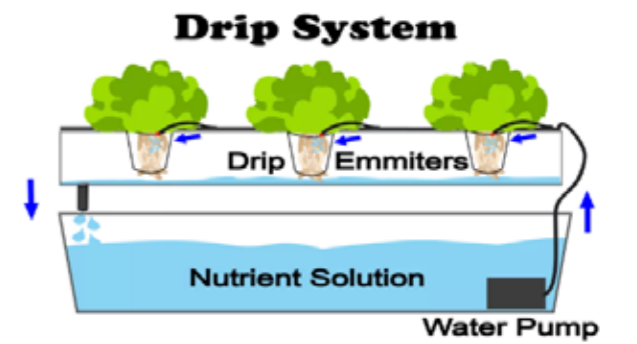 Drip System
Drip Emmiters
Nutrient Solution
Water Pump